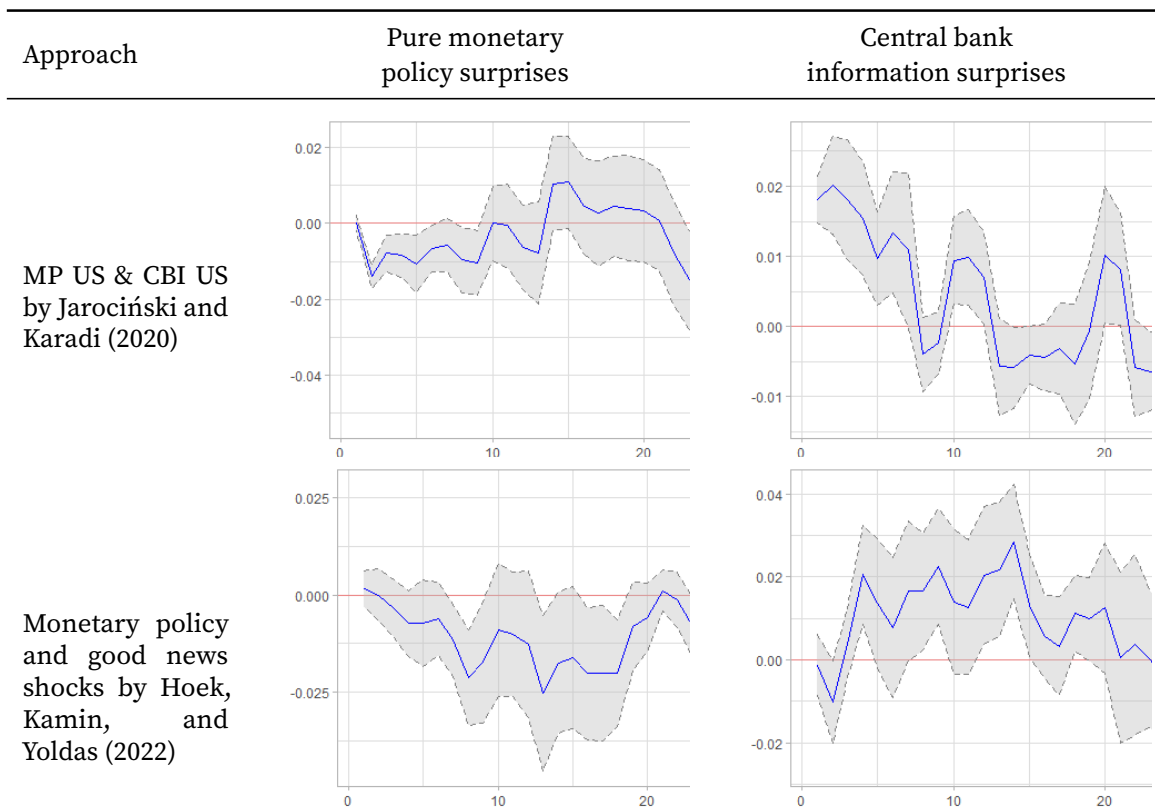 Approach
Pure monetary
policy surprises
Central bank
information surprises
MP US & CBI US
by Jarociński and
Karadi (2020)
0.02
0.00
-0.02
-0.04
0
10
20
0.02
0.01
0.00
-0.01
0
10
20
Monetary policy
and good news
shocks by Hoek,
Kamin, and
Yoldas (2022)
0.025
0.000
-0.025
0
10
20
0.04
0.02
0.00
-0.02
0
10
20